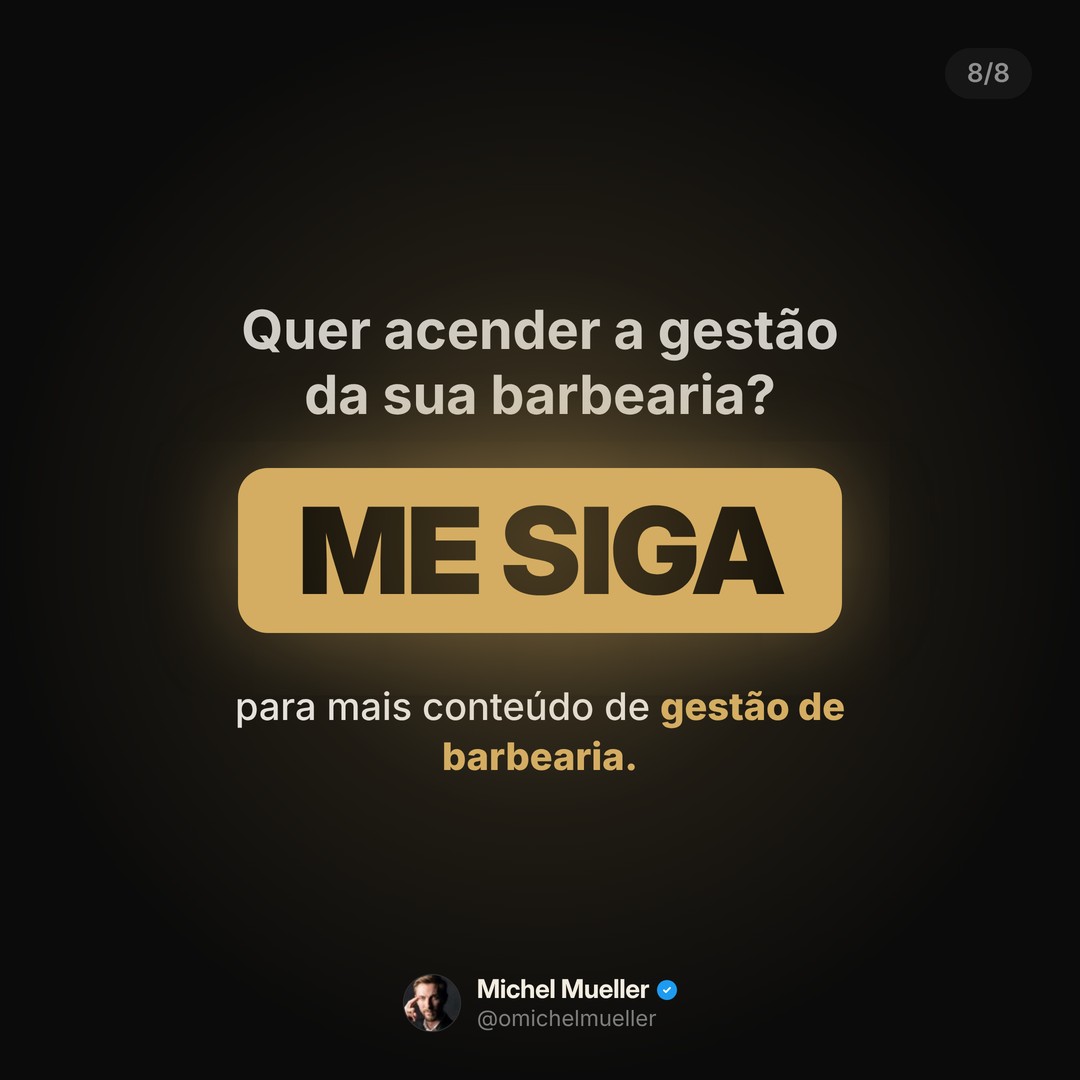 8/8
Quer acender a gestão
da sua barbearia?
ME SIGA
para mais conteúdo de gestão de
barbearia.
Michel Mueller
@omichelmueller